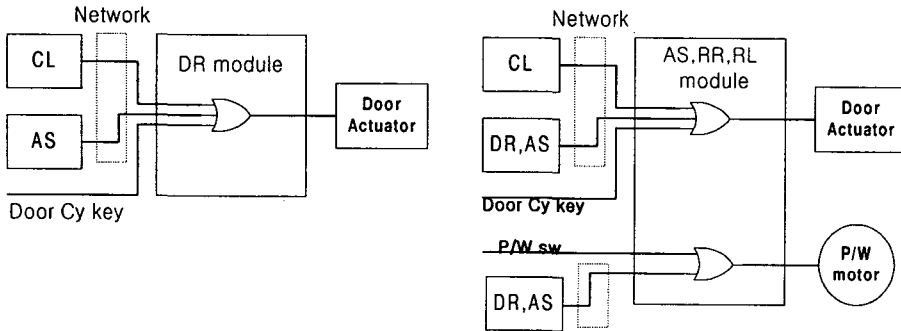 Network
CL
DR module
AS
Door
Actuator
Door Cy key
Network
CL
AS,RR,RL
module
DR,AS
Door
Actuator
Door Cy key
P/W sw
DR,AS
P/W
motor